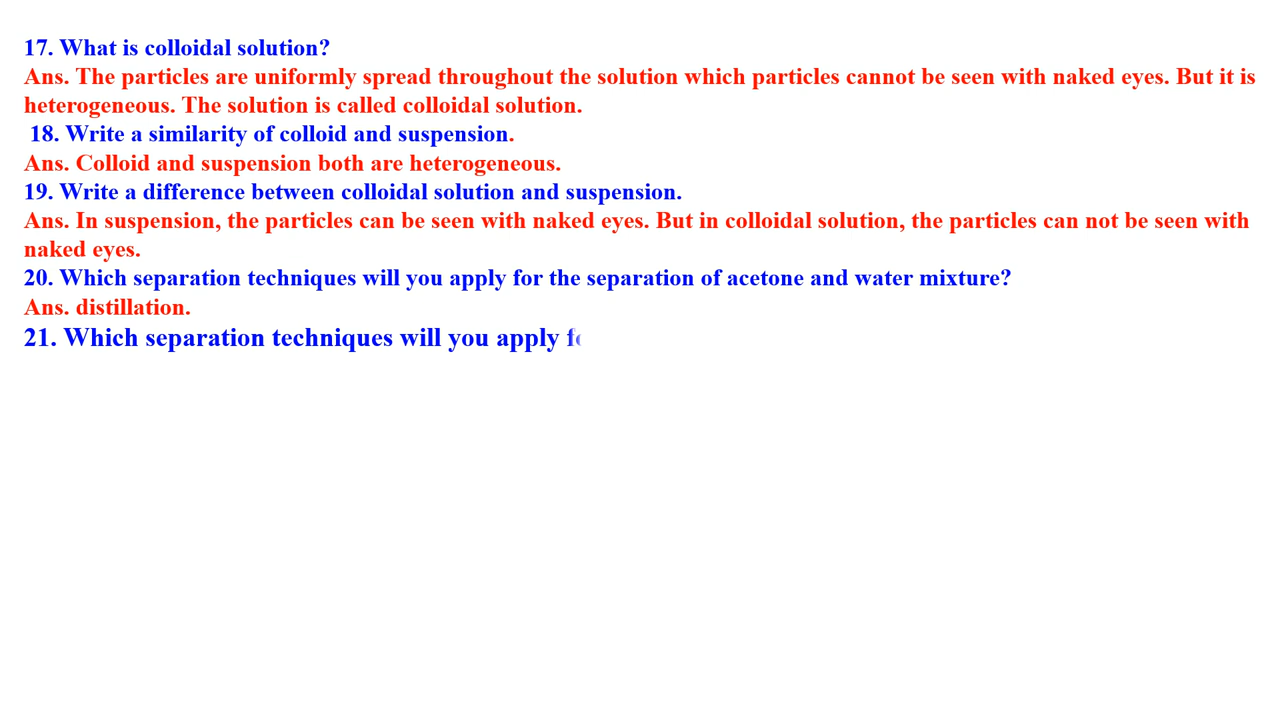 17. What is colloidal solution?
Ans. The particles are uniformly spread throughout the solution which particles cannot be seen with naked eyes. But it is
heterogeneous. The solution is called colloidal solution.
18. Write a similarity of colloid and suspension.
Ans. Colloid and suspension both are heterogeneous.
19. Write a difference between colloidal solution and suspension.
Ans. In suspension, the particles can be seen with naked eyes. But in colloidal solution, the particles can not be seen with
naked eyes.
20. Which separation techniques will you apply for the separation of acetone and water mixture?
Ans. distillation.
21. Which separation techniques will you apply